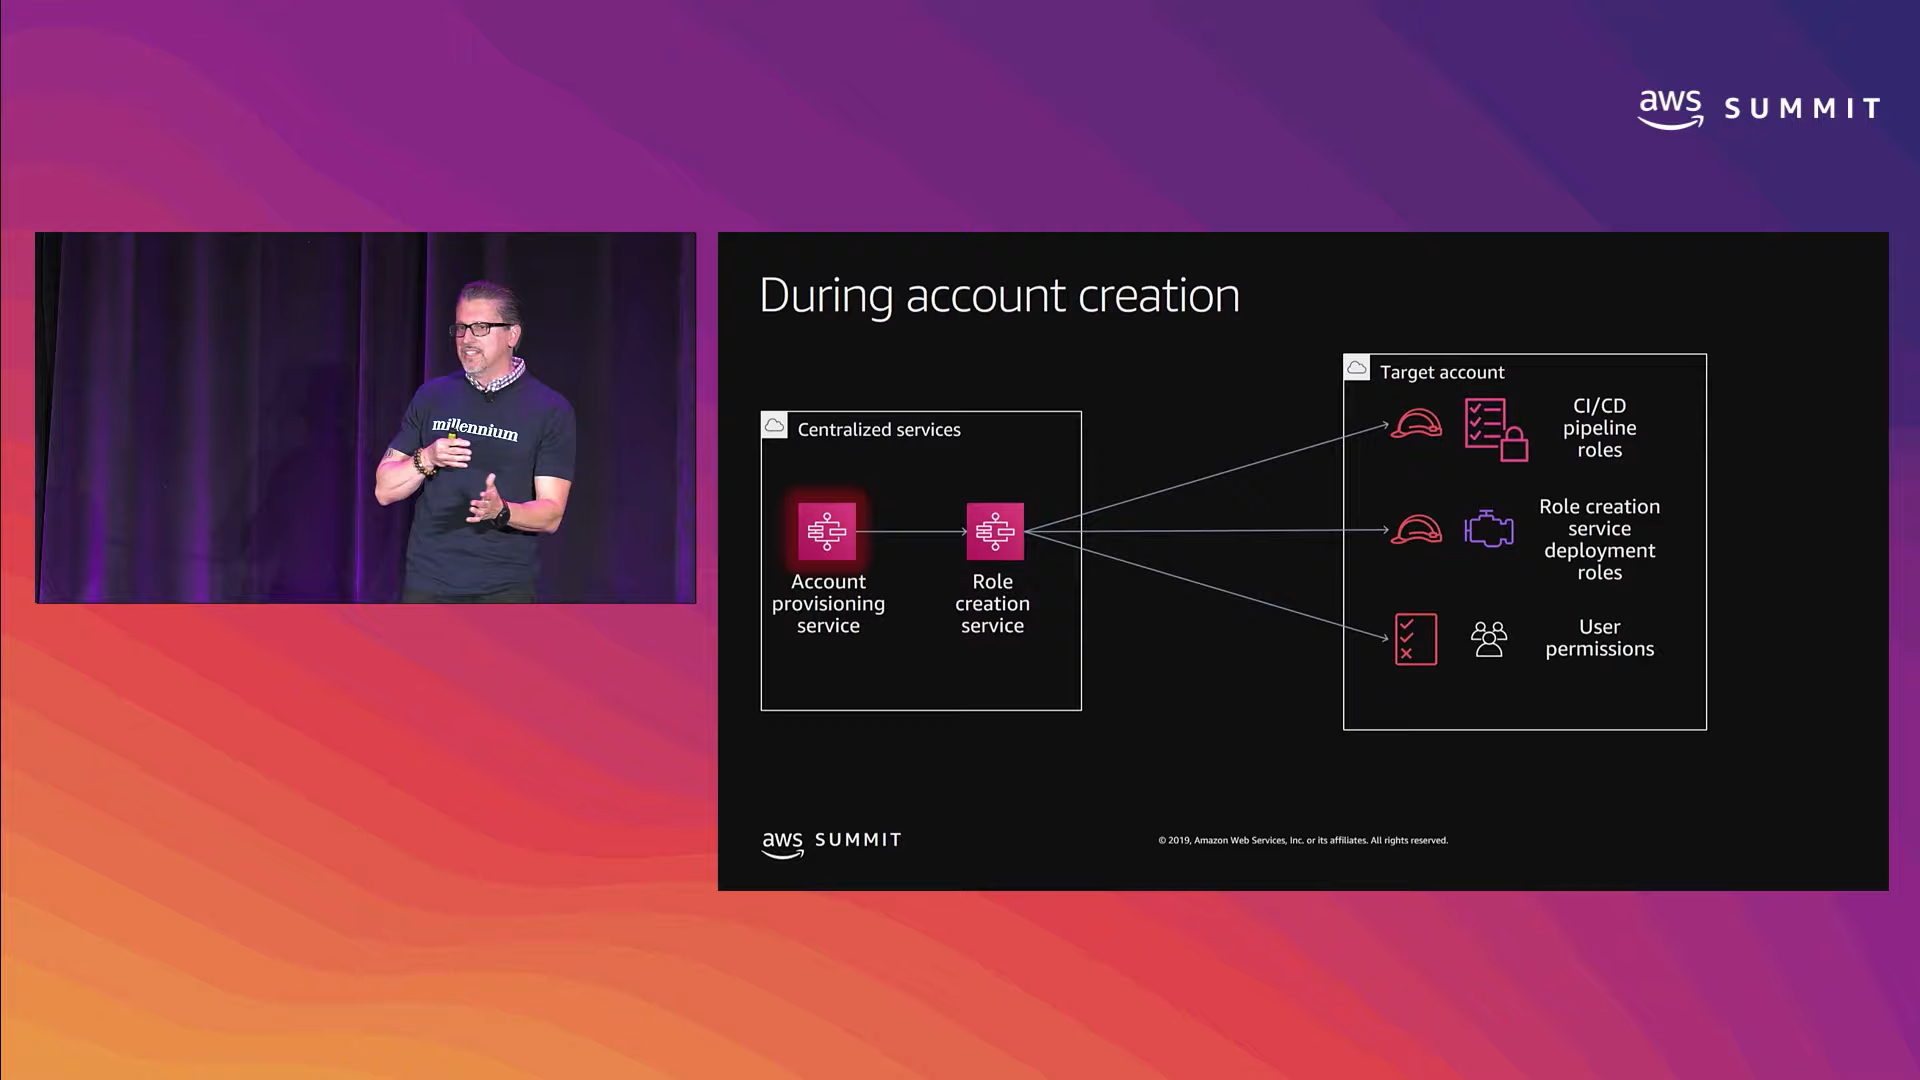 aws SUMMIT
millennium
During account creation
Centralized services
Account
provisioning
service
Role
creation
service
Target account
CI/CD
pipeline
roles
Role creation
service
deployment
roles
User
permissions
aws SUMMIT
© 2019, Amazon Web Services, Inc. or its affiliates. All rights reserved.